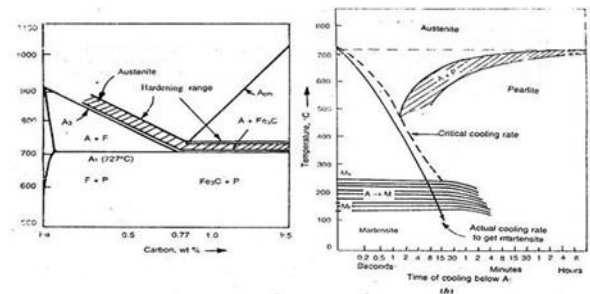 1100
1000
900
800
700
600
500
Austenite
Hardening range
Acm
A3
A + F
A + Fe3C
A1 (727°C)
F + P
Fe3C + P
0.5
0.77
1.0
1.5
Carbon, wt %
800
700
600
500
400
300
200
100
Temperature, °C
Austenite
A + P
Pearlite
Critical cooling rate
Ms
A → M
Mf
Martensite
Actual cooling rate
to get martensite
0.2 0.5 1 2 4 8 15 30 1 2 4 8 15 30 1 2 4 8
Seconds
Minutes
Hours
Time of cooling below A1
(b)